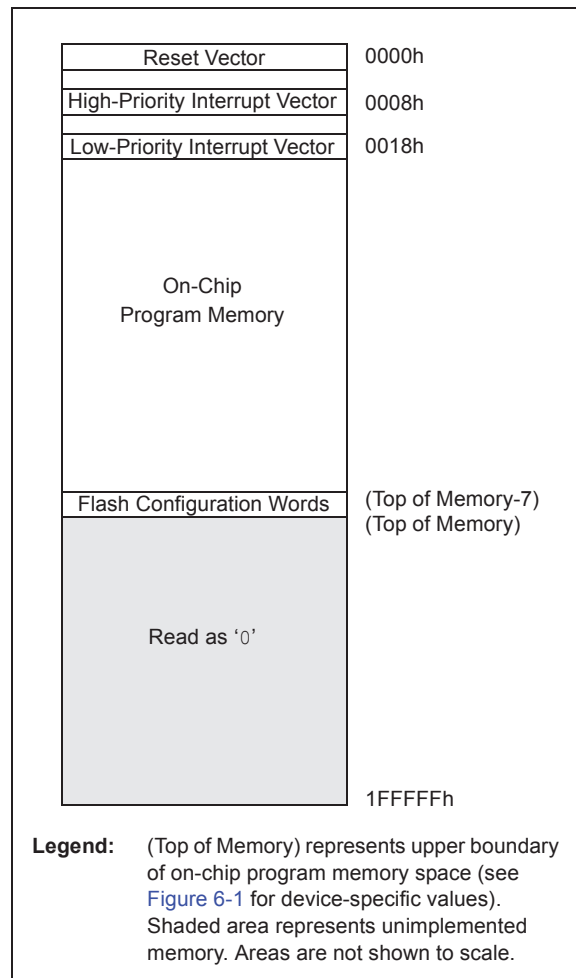 Reset Vector 0000h
High-Priority Interrupt Vector 0008h
Low-Priority Interrupt Vector 0018h
On-Chip
Program Memory
Flash Configuration Words (Top of Memory-7)
(Top of Memory)
Read as ‘0’
1FFFFFh
Legend: (Top of Memory) represents upper boundary
of on-chip program memory space (see
Figure 6-1 for device-specific values).
Shaded area represents unimplemented
memory. Areas are not shown to scale.